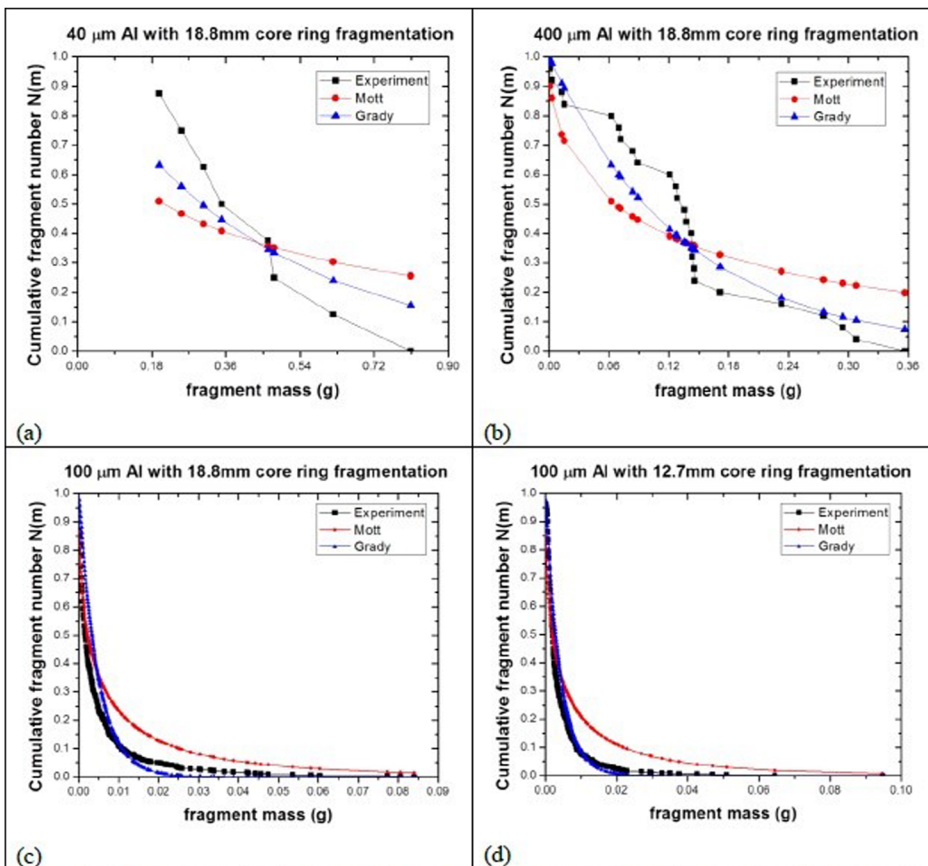 40 μm Al with 18.8mm core ring fragmentation
Cumulative fragment number N(m)
1.0
0.9
0.8
0.7
0.6
0.5
0.4
0.3
0.2
0.1
0.0
Experiment
Mott
Grady
0.00 0.18 0.36 0.54 0.72 0.90
fragment mass (g)
(a)
400 μm Al with 18.8mm core ring fragmentation
Cumulative fragment number N(m)
1.0
0.9
0.8
0.7
0.6
0.5
0.4
0.3
0.2
0.1
0.0
Experiment
Mott
Grady
0.00 0.06 0.12 0.18 0.24 0.30 0.36
fragment mass (g)
(b)
100 μm Al with 18.8mm core ring fragmentation
Cumulative fragment number N(m)
1.0
0.9
0.8
0.7
0.6
0.5
0.4
0.3
0.2
0.1
0.0
Experiment
Mott
Grady
0.00 0.01 0.02 0.03 0.04 0.05 0.06 0.07 0.08 0.09
fragment mass (g)
(c)
100 μm Al with 12.7mm core ring fragmentation
Cumulative fragment number N(m)
1.0
0.9
0.8
0.7
0.6
0.5
0.4
0.3
0.2
0.1
0.0
Experiment
Mott
Grady
0.00 0.02 0.04 0.06 0.08 0.10
fragment mass (g)
(d)